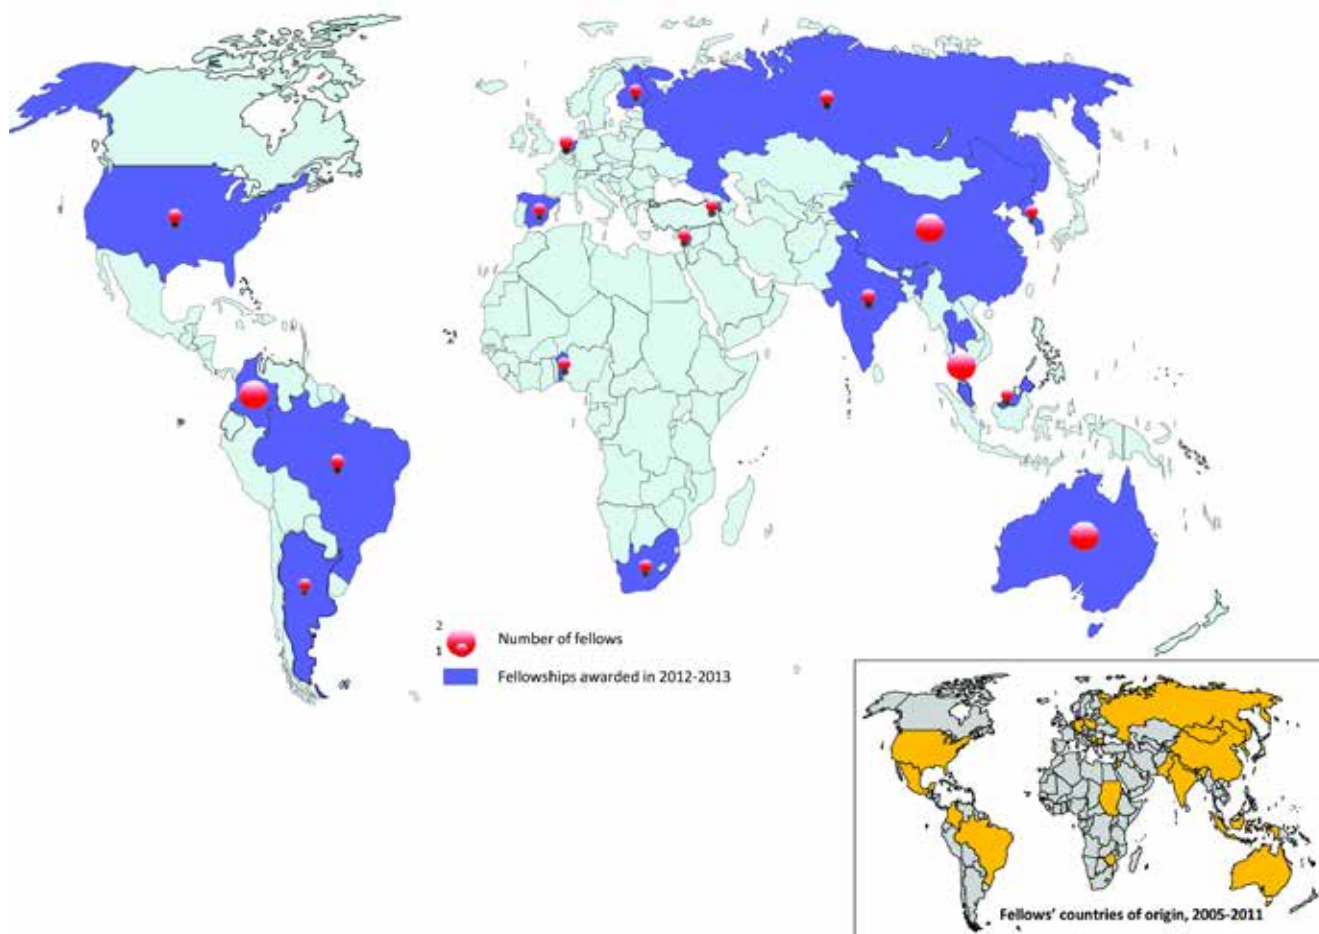 2
Number of fellows
1
Fellowships awarded in 2012-2013
Fellows' countries of origin, 2005-2011